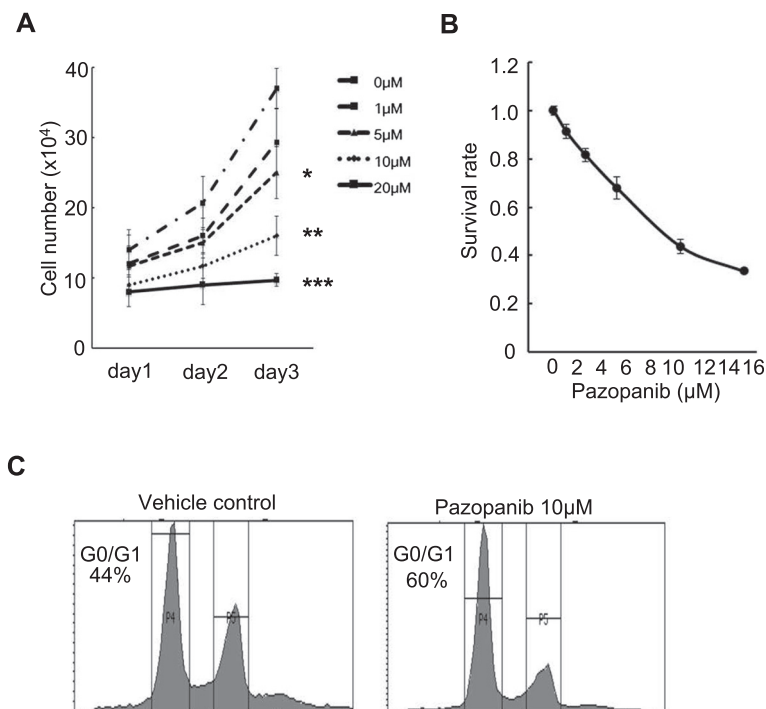 A
Cell number (x10⁴)
40
30
20
10
0
day1 day2 day3
0µM
1µM
5µM
10µM
20µM
*
**
***
B
Survival rate
1.2
1.0
0.8
0.6
0.4
0.2
0
0 2 4 6 8 10 12 14 16
Pazopanib (µM)
C
Vehicle control
G0/G1
44%
P4
P5
Pazopanib 10µM
G0/G1
60%
P4
P5